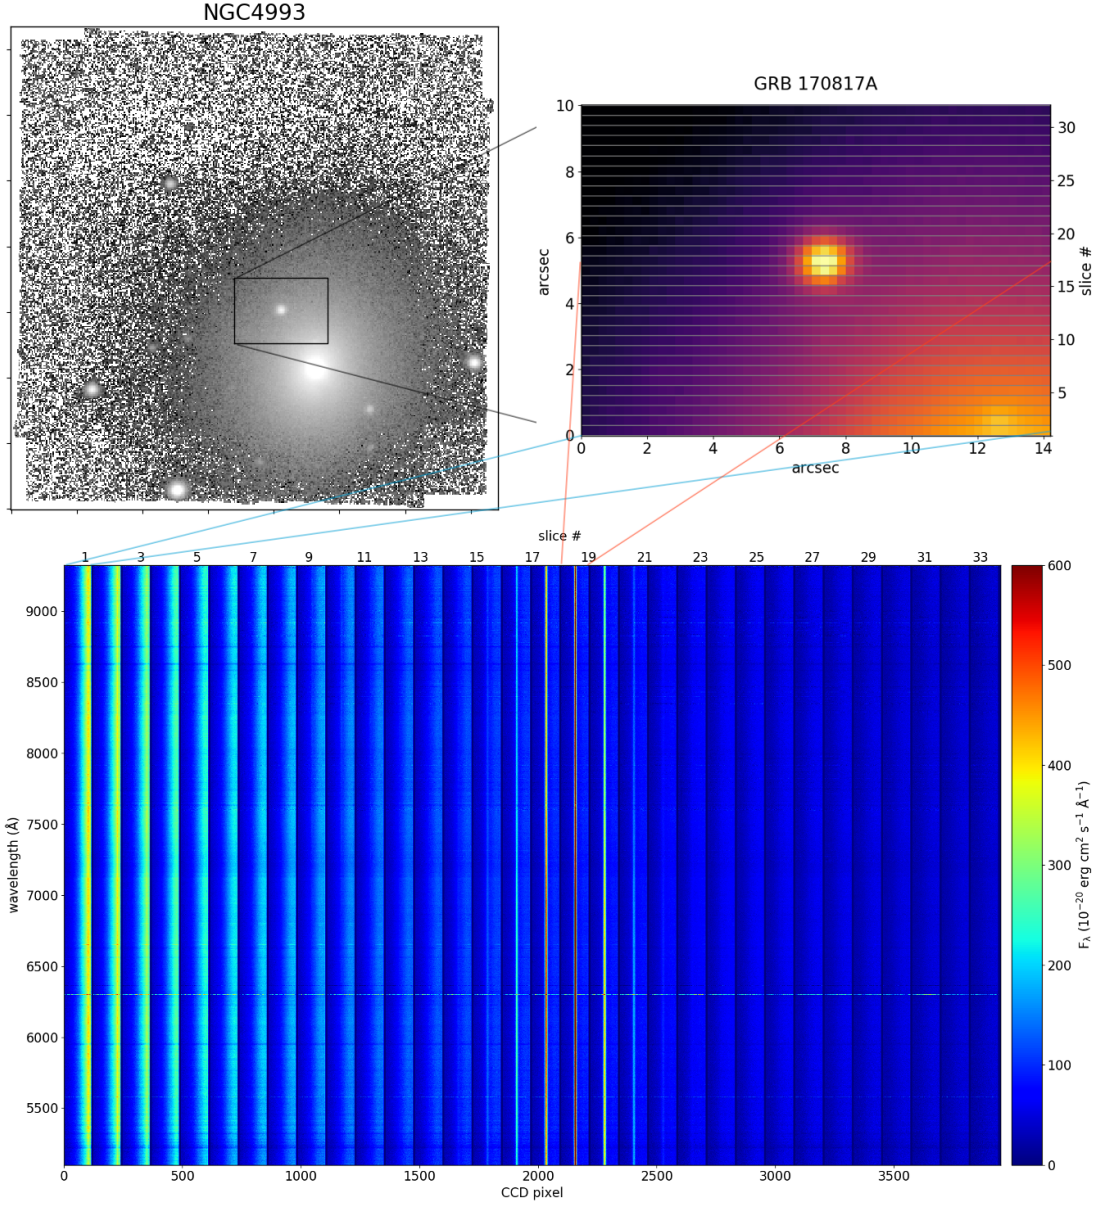 NGC4993
GRB 170817A
10
8
6
4
2
0
arcsec
0 2 4 6 8 10 12 14
arcsec
30
25
20
15
10
5
slice #
slice #
1 3 5 7 9 11 13 15 17 19 21 23 25 27 29 31 33
9000
8500
8000
7500
7000
6500
6000
5500
wavelength (Å)
0 500 1000 1500 2000 2500 3000 3500
CCD pixel
600
500
400
300
200
100
0
Fλ (10⁻²⁰ erg cm² s⁻¹ Å⁻¹)